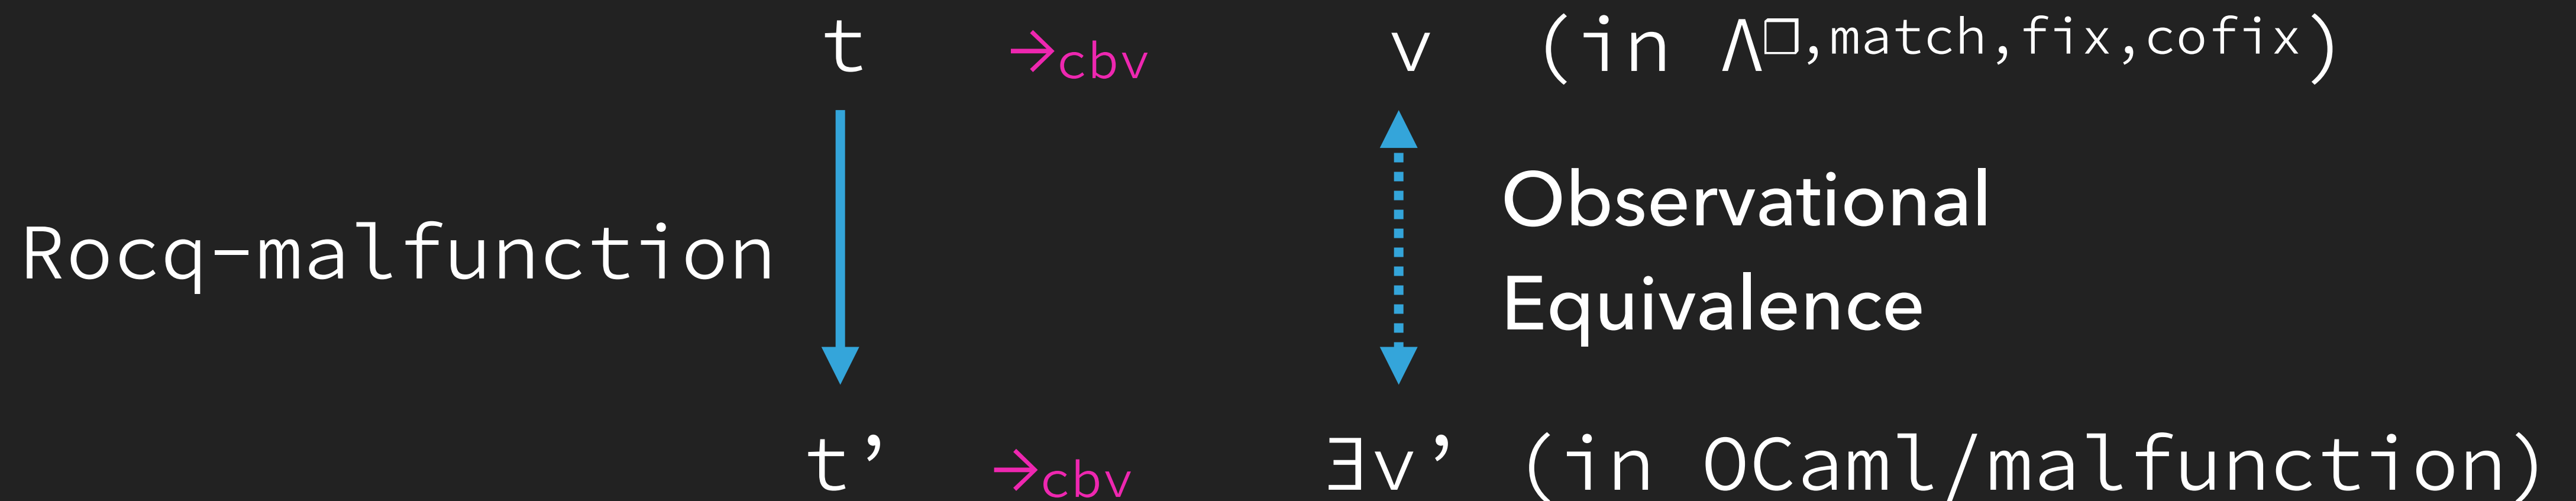 t →cbv v (in Λ□,match,fix,cofix)
Observational
Rocq-malfunction
Equivalence
t’ →cbv ∃v’ (in OCaml/malfunction)